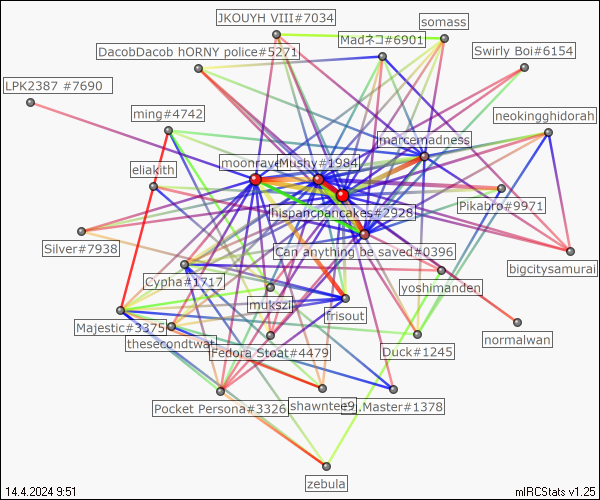 JKOUYH VIII#7034
somass
Madネコ#6901
DacobDacob hORNY police#5271
Swirly Boi#6154
LPK2387 #7690
ming#4742
neokingghidorah
marcemadness
eliakith
moonrave
Mushy#1984
Pikabro#9971
hispancpancakes#2928
Silver#7938
Can anything be saved#0396
bigcitysamurai
Cypha#1717
yoshimanden
mukszi
frisout
Majestic#3375
normalwan
thesecondtwat
Fedora Stoat#4479
Duck#1245
Pocket Persona#3326
shawntee9
.Master#1378
zebula
14.4.2024 9:51
mIRCStats v1.25